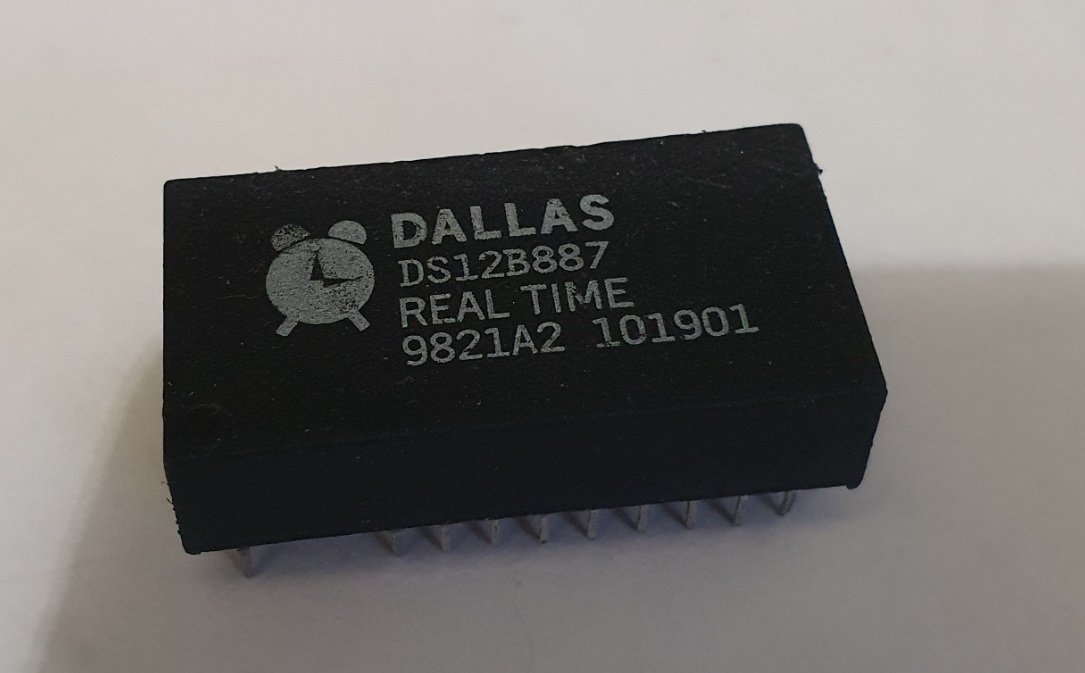 DALLAS
DS12B887
REAL TIME
9821A2 101901